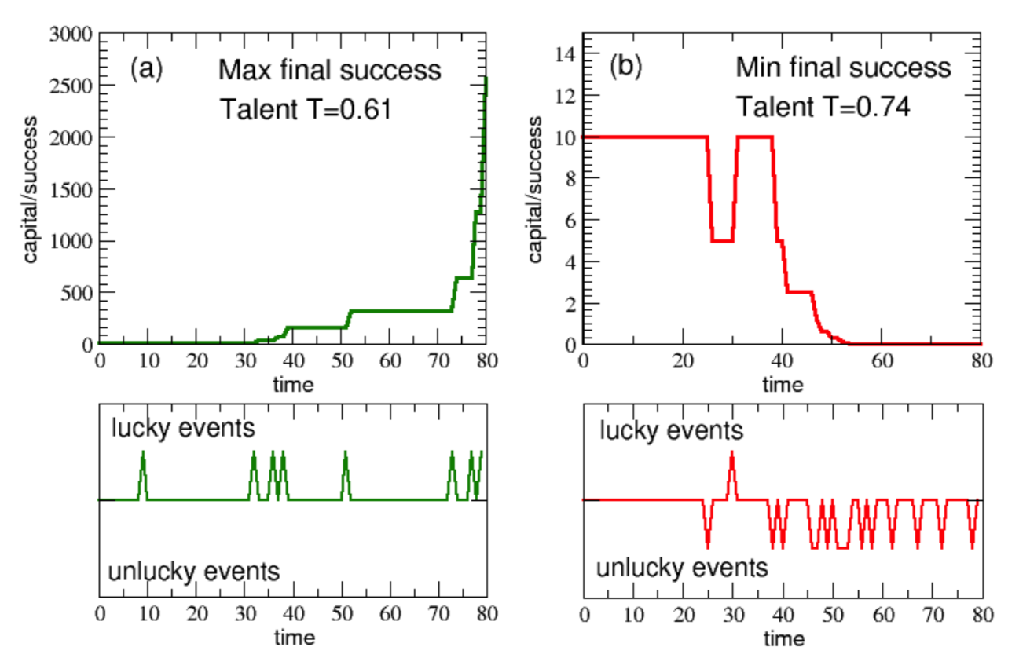 (a) Max final success
Talent T=0.61
capital/success
3000
2500
2000
1500
1000
500
0
0 10 20 30 40 50 60 70 80
time
(b) Min final success
Talent T=0.74
capital/success
14
12
10
8
6
4
2
0
0 20 40 60 80
time
lucky events
unlucky events
0 10 20 30 40 50 60 70 80
time
lucky events
unlucky events
0 10 20 30 40 50 60 70 80
time